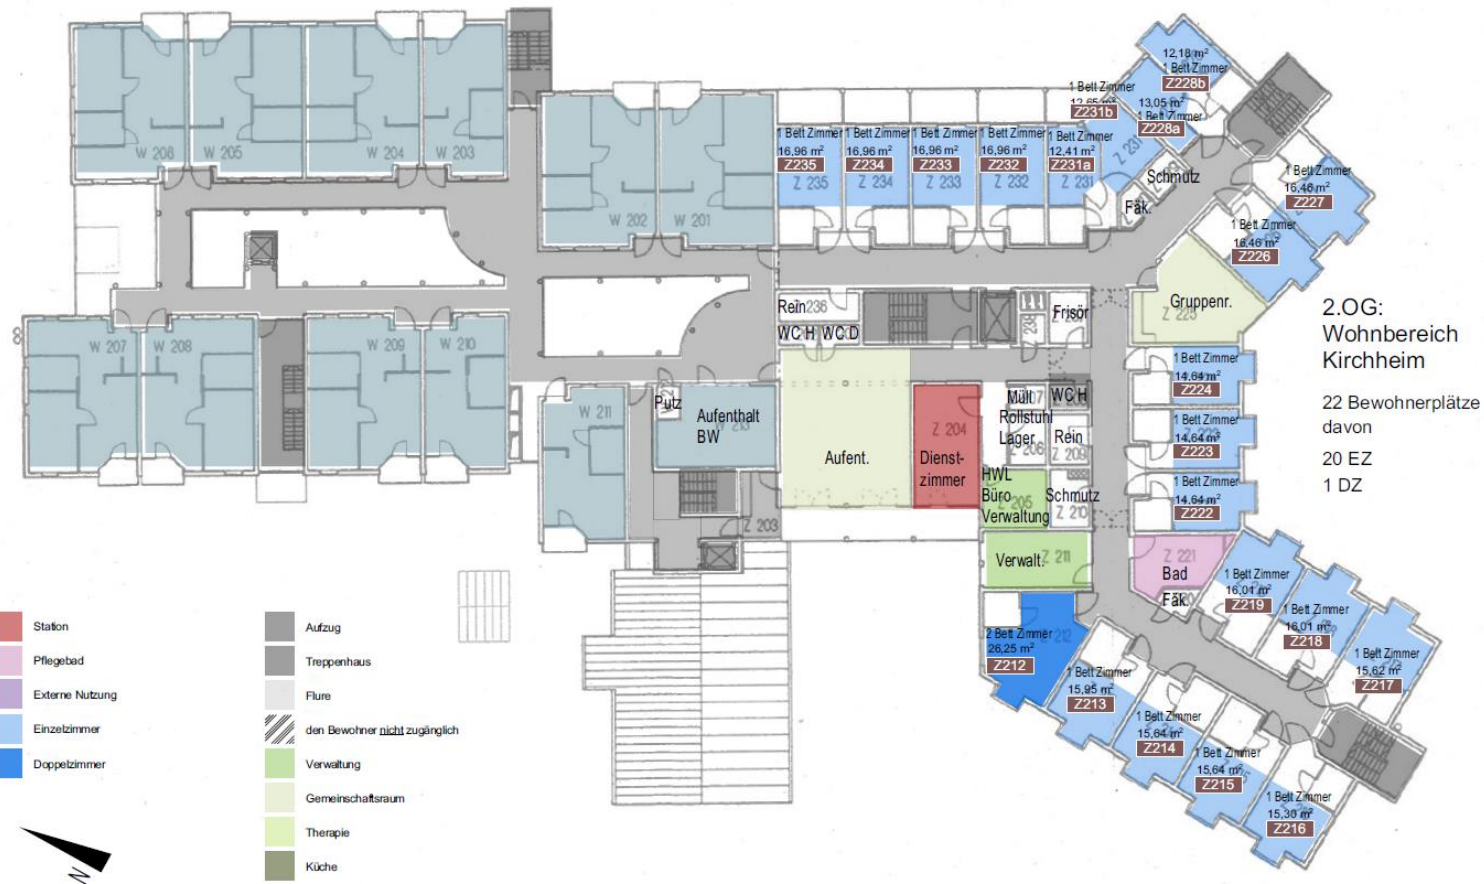 W 206
W 205
W 204
W 203
W 202
W 201
1 Bett Zimmer
16,96 m²
Z235
Z 235
1 Bett Zimmer
16,96 m²
Z234
Z 234
1 Bett Zimmer
16,96 m²
Z233
Z 233
1 Bett Zimmer
16,96 m²
Z232
Z 232
1 Bett Zimmer
12,41 m²
Z231a
Z 231
1 Bett Zimmer
Z231b
Z 231
12,18 m²
1 Bett Zimmer
Z228b
13,05 m²
1 Bett Zimmer
Z228a
Schmutz
Fäk.
1 Bett Zimmer
16,46 m²
Z227
1 Bett Zimmer
16,46 m²
Z226
Gruppenr.
Z 225
Rein 236
WC H
WC D
Frisör
W 207
W 208
W 209
W 210
W 211
Putz
Aufenthalt
BW
W 213
Aufent.
Z 204
Dienst-
zimmer
Z 203
Müll
Rollstuhl
Lager
Z 206
WC H
Rein
Z 209
HWL
Büro
Z 205
Verwaltung
Schmutz
Z 210
Verwalt.
Z 211
1 Bett Zimmer
14,64 m²
Z224
1 Bett Zimmer
14,64 m²
Z223
1 Bett Zimmer
14,64 m²
Z222
Z 221
Bad
Fäk.
1 Bett Zimmer
16,01 m²
Z219
1 Bett Zimmer
16,01 m²
Z218
1 Bett Zimmer
15,62 m²
Z217
2 Bett Zimmer
26,25 m²
Z212
1 Bett Zimmer
15,95 m²
Z213
1 Bett Zimmer
15,64 m²
Z214
1 Bett Zimmer
15,64 m²
Z215
1 Bett Zimmer
15,30 m²
Z216
2.OG:
Wohnbereich
Kirchheim
22 Bewohnerplätze
davon
20 EZ
1 DZ
Station
Pflegebad
Externe Nutzung
Einzelzimmer
Doppelzimmer
Aufzug
Treppenhaus
Flure
den Bewohner nicht zugänglich
Verwaltung
Gemeinschaftsraum
Therapie
Küche
N